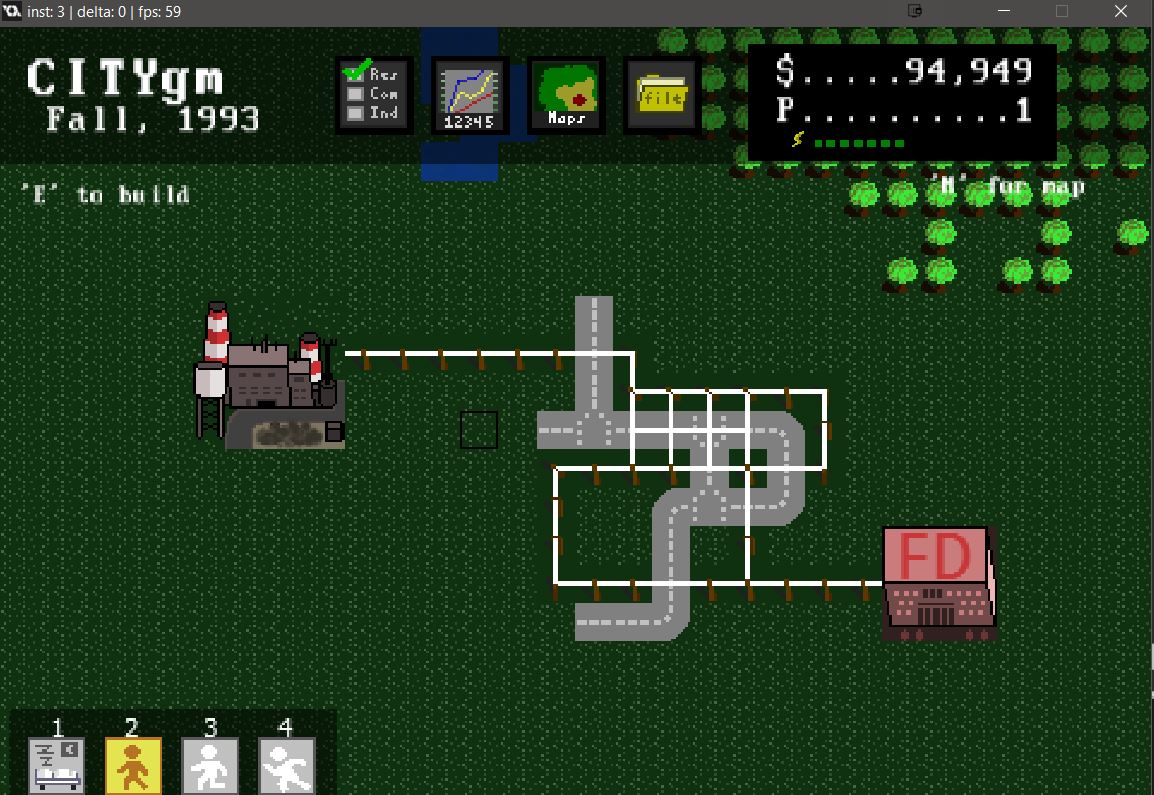 inst: 3 | delta: 0 | fps: 59
CITYgm
Fall, 1993
Res
Com
Ind
12345
Maps
file
$.....94,949
P..........1
'E' to build
'M' for map
FD
1 2 3 4